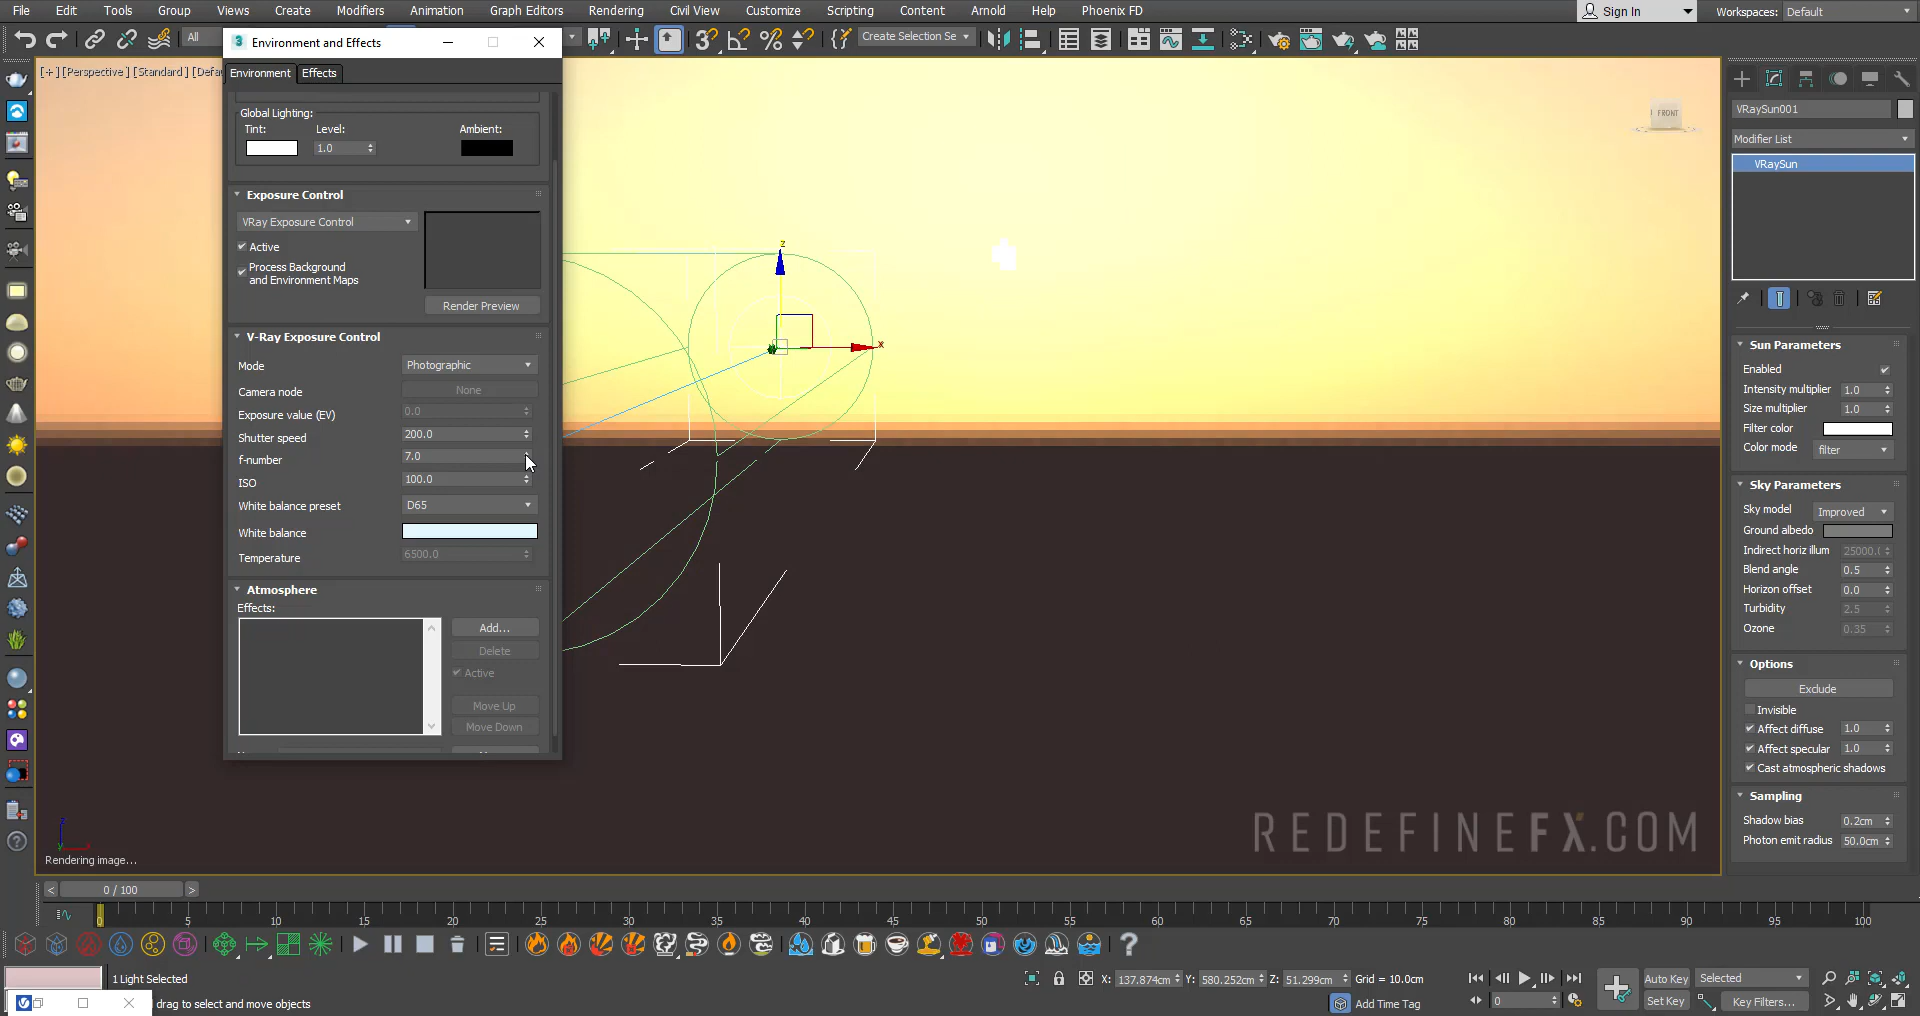 File Edit Tools Group Views Create Modifiers Animation Graph Editors Rendering Civil View Customize Scripting Content Arnold Help Phoenix FD Sign In Workspaces: Default
All Create Selection Se
Environment and Effects
[+] [Perspective] [Standard] [Defa
Environment Effects
Global Lighting:
Tint: Level: Ambient:
1.0
Exposure Control
VRay Exposure Control
Active
Process Background
and Environment Maps
Render Preview
V-Ray Exposure Control
Mode Photographic
Camera node None
Exposure value (EV) 0.0
Shutter speed 200.0
f-number 7.0
ISO 100.0
White balance preset D65
White balance
Temperature 6500.0
Atmosphere
Effects:
Add...
Delete
Active
Move Up
Move Down
z
x
FRONT
VRaySun001
Modifier List
VRaySun
Sun Parameters
Enabled
Intensity multiplier 1.0
Size multiplier 1.0
Filter color
Color mode filter
Sky Parameters
Sky model Improved
Ground albedo
Indirect horiz illum 25000.(
Blend angle 0.5
Horizon offset 0.0
Turbidity 2.5
Ozone 0.35
Options
Exclude
Invisible
Affect diffuse 1.0
Affect specular 1.0
Cast atmospheric shadows
Sampling
Shadow bias 0.2cm
Photon emit radius 50.0cm
REDEFINEFX.COM
z
y
Rendering image...
< 0 / 100 >
0 5 10 15 20 25 30 35 40 45 50 55 60 65 70 75 80 85 90 95 100
1 Light Selected
X: 137.874cm Y: 580.252cm Z: 51.299cm Grid = 10.0cm
Auto Key Selected
drag to select and move objects
Add Time Tag
0
Set Key Key Filters...